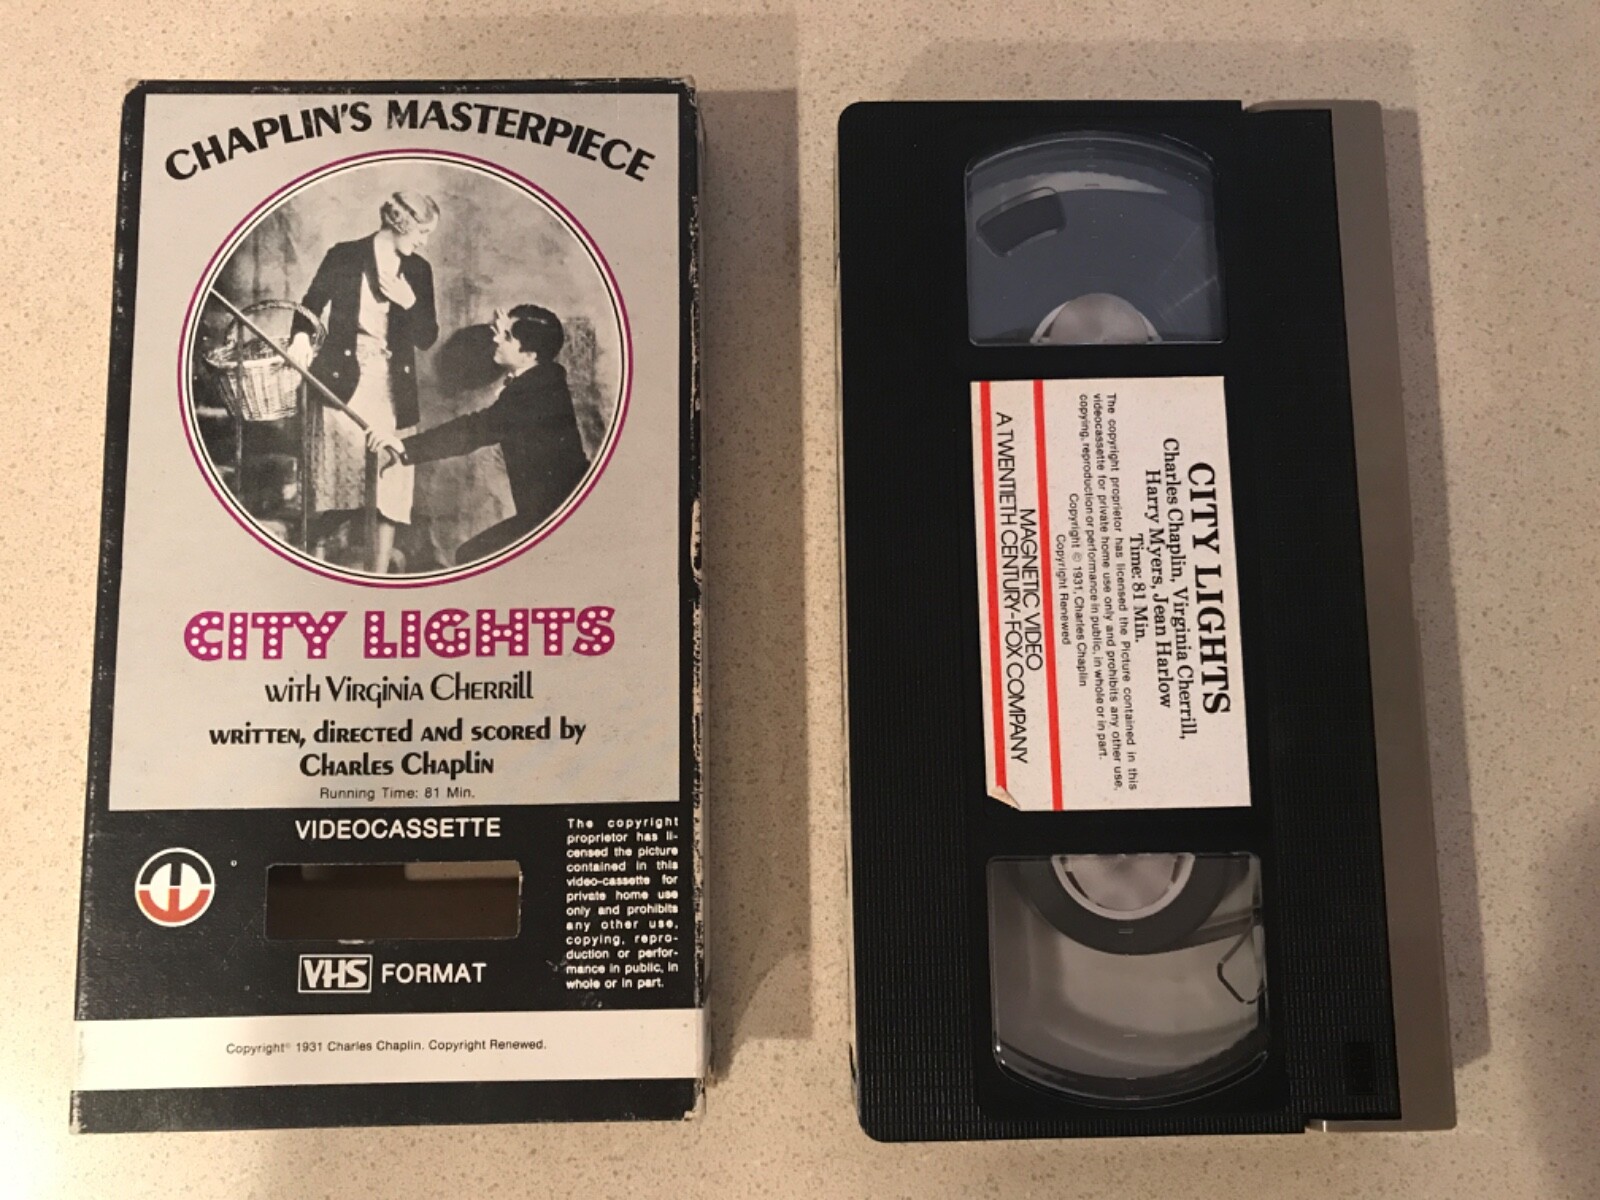 CHAPLIN'S MASTERPIECE
CITY LIGHTS
with Virginia Cherrill
written, directed and scored by
Charles Chaplin
Running Time: 81 Min.
VIDEOCASSETTE
VHS FORMAT
The copyright
proprietor has li-
censed the picture
contained in this
video-cassette for
private home use
only and prohibits
any other use,
copying, repro-
duction or perfor-
mance in public, in
whole or in part.
Copyright© 1931 Charles Chaplin. Copyright Renewed.
CITY LIGHTS
Charles Chaplin, Virginia Cherrill,
Harry Myers, Jean Harlow
Time: 81 Min.
The copyright proprietor has licensed the Picture contained in this
videocassette for private home use only and prohibits any other use,
copying, reproduction or performance in public, in whole or in part.
Copyright © 1931, Charles Chaplin
Copyright Renewed
MAGNETIC VIDEO
A TWENTIETH CENTURY-FOX COMPANY